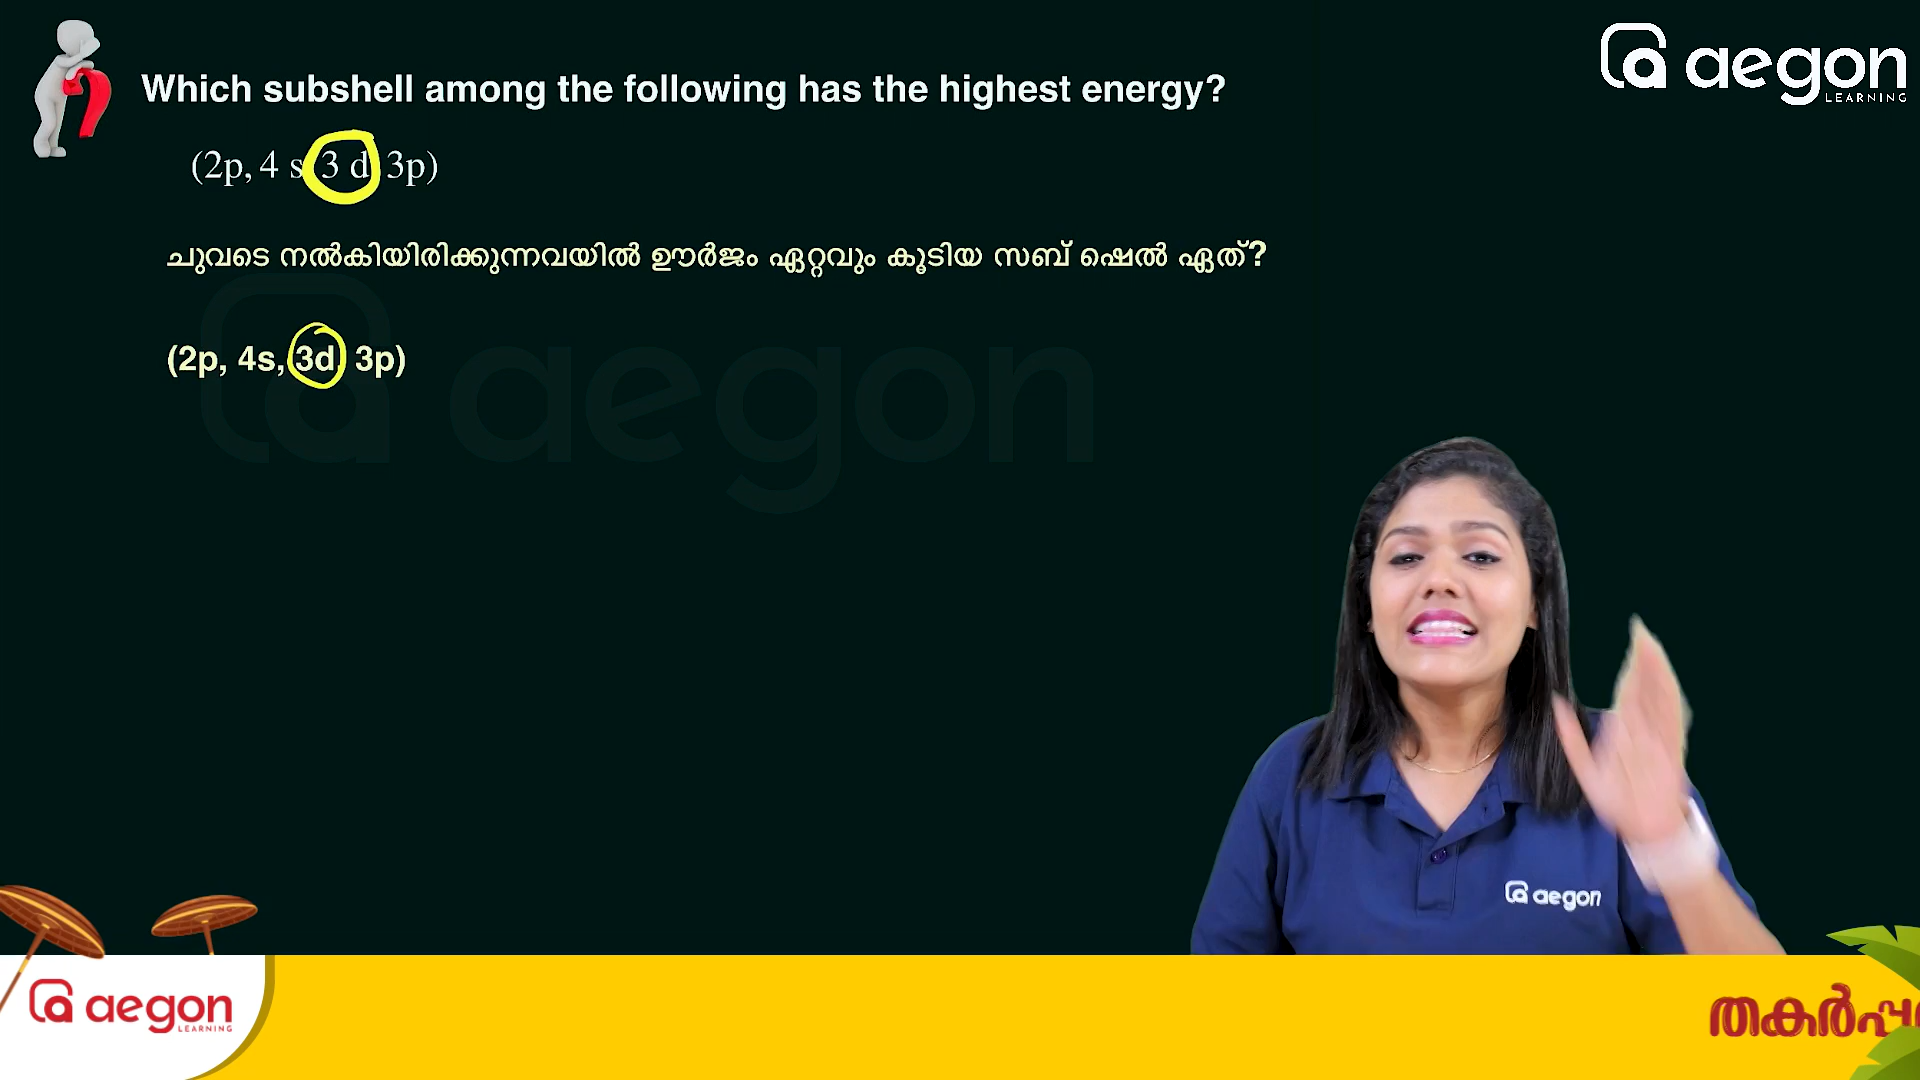 aegon
LEARNING
Which subshell among the following has the highest energy?
(2p, 4 s 3 d 3p)
ചുവടെ നൽകിയിരിക്കുന്നവയിൽ ഊർജം ഏറ്റവും കൂടിയ സബ് ഷെൽ ഏത്?
(2p, 4s, 3d, 3p)
aegon
aegon
aegon
LEARNING